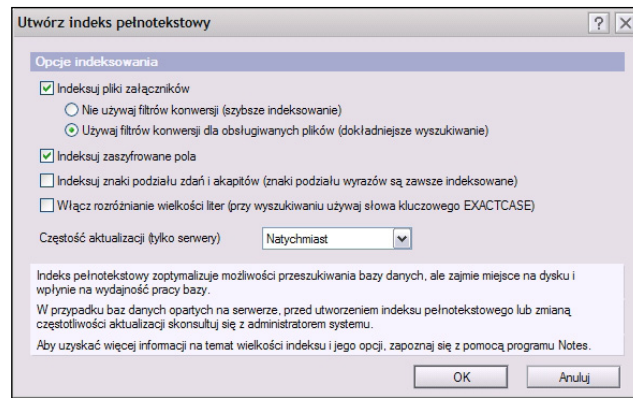 Utwórz indeks pełnotekstowy
Opcje indeksowania
Indeksuj pliki załączników
Nie używaj filtrów konwersji (szybsze indeksowanie)
Używaj filtrów konwersji dla obsługiwanych plików (dokładniejsze wyszukiwanie)
Indeksuj zaszyfrowane pola
Indeksuj znaki podziału zdań i akapitów (znaki podziału wyrazów są zawsze indeksowane)
Włącz rozróżnianie wielkości liter (przy wyszukiwaniu używaj słowa kluczowego EXACTCASE)
Częstość aktualizacji (tylko serwery) Natychmiast
Indeks pełnotekstowy zoptymalizuje możliwości przeszukiwania bazy danych, ale zajmie miejsce na dysku i
wpłynie na wydajność pracy bazy.
W przypadku baz danych opartych na serwerze, przed utworzeniem indeksu pełnotekstowego lub zmianą
częstotliwości aktualizacji skonsultuj się z administratorem systemu.
Aby uzyskać więcej informacji na temat wielkości indeksu i jego opcji, zapoznaj się z pomocą programu Notes.
OK Anuluj